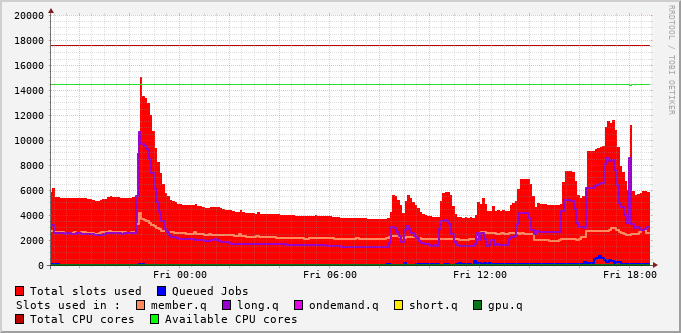 20000
18000
16000
14000
12000
10000
8000
6000
4000
2000
0
Fri 00:00 Fri 06:00 Fri 12:00 Fri 18:00
RRDTOOL / TOBI OETIKER
Total slots used Queued Jobs
Slots used in : member.q long.q ondemand.q short.q gpu.q
Total CPU cores Available CPU cores